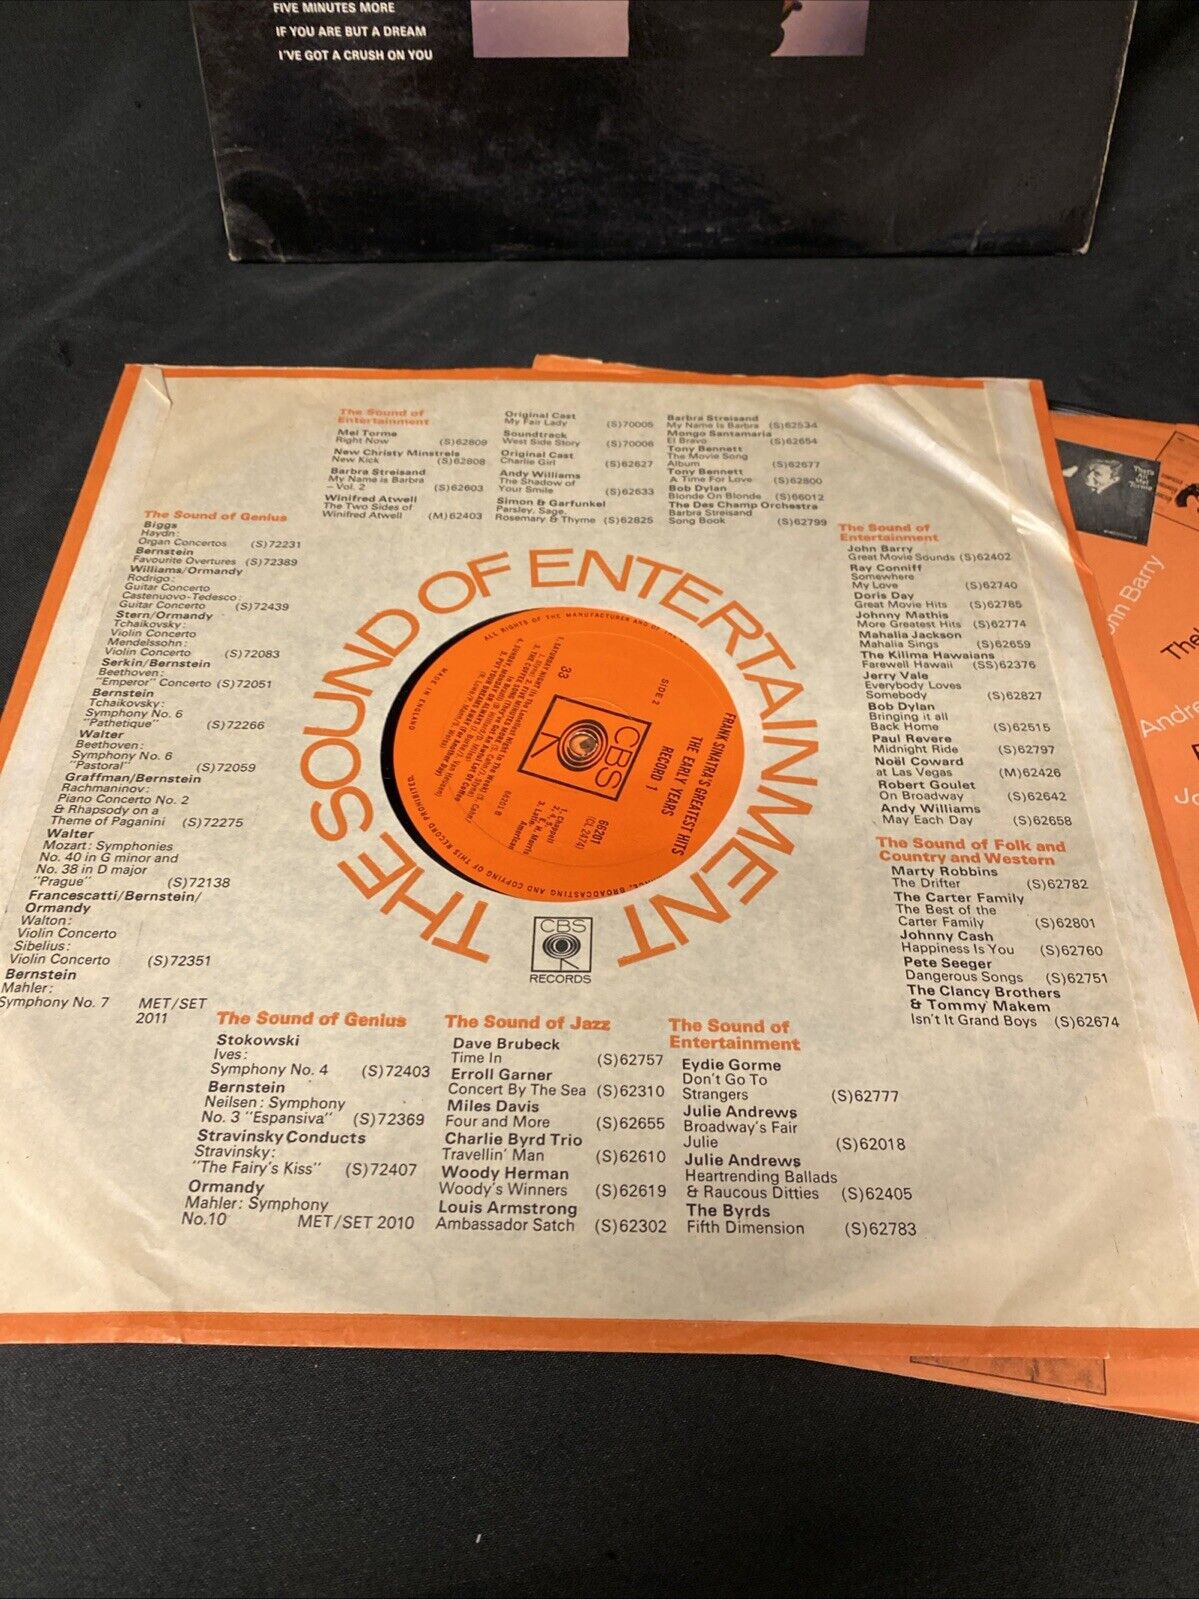 FIVE MINUTES MORE
IF YOU ARE BUT A DREAM
I'VE GOT A CRUSH ON YOU
The Sound of
Entertainment
Mel Torme
Right Now (S)62809
New Christy Minstrels
New Kick (S)62808
Barbra Streisand
My Name is Barbra
– Vol. 2 (S)62603
Winifred Atwell
The Two Sides of
Winifred Atwell (M)62403
Original Cast
My Fair Lady (S)70005
Soundtrack
West Side Story (S)70006
Original Cast
Charlie Girl (S)62627
Andy Williams
The Shadow of
Your Smile (S)62633
Simon & Garfunkel
Parsley, Sage,
Rosemary & Thyme (S)62825
Barbra Streisand
My Name is Barbra (S)62534
Mongo Santamaria
El Bravo (S)62654
Tony Bennett
The Movie Song
Album (S)62677
Tony Bennett
A Time For Love (S)62800
Bob Dylan
Blonde On Blonde (S)66012
The Des Champ Orchestra
Barbra Streisand
Song Book (S)62799
The Sound of Genius
Biggs
Haydn:
Organ Concertos (S)72231
Bernstein
Favourite Overtures (S)72389
Williams/Ormandy
Rodrigo:
Guitar Concerto
Castenuovo-Tedesco:
Guitar Concerto (S)72439
Stern/Ormandy
Tchaikovsky:
Violin Concerto
Mendelssohn:
Violin Concerto (S)72083
Serkin/Bernstein
Beethoven:
"Emperor" Concerto (S)72051
Bernstein
Tchaikovsky:
Symphony No. 6
"Pathetique" (S)72266
Walter
Beethoven:
Symphony No. 6
"Pastoral" (S)72059
Graffman/Bernstein
Rachmaninov:
Piano Concerto No. 2
& Rhapsody on a
Theme of Paganini (S)72275
Walter
Mozart: Symphonies
No. 40 in G minor and
No. 38 in D major
"Prague" (S)72138
Francescatti/Bernstein/
Ormandy
Walton:
Violin Concerto
Sibelius:
Violin Concerto (S)72351
Bernstein
Mahler:
Symphony No. 7 MET/SET
2011
THE SOUND OF ENTERTAINMENT
SIDE 2
33
CBS
FRANK SINATRA'S GREATEST HITS
THE EARLY YEARS
RECORD 1
66201
(CL 2474)
MADE IN ENGLAND
CBS
RECORDS
The Sound of
Entertainment
John Barry
Great Movie Sounds (S)62402
Ray Conniff
Somewhere
My Love (S)62740
Doris Day
Great Movie Hits (S)62785
Johnny Mathis
More Greatest Hits (S)62774
Mahalia Jackson
Mahalia Sings (S)62659
The Kilima Hawaians
Farewell Hawaii (SS)62376
Jerry Vale
Everybody Loves
Somebody (S)62827
Bob Dylan
Bringing it all
Back Home (S)62515
Paul Revere
Midnight Ride (S)62797
Noël Coward
at Las Vegas (M)62426
Robert Goulet
On Broadway (S)62642
Andy Williams
May Each Day (S)62658
The Sound of Folk and
Country and Western
Marty Robbins
The Drifter (S)62782
The Carter Family
The Best of the
Carter Family (S)62801
Johnny Cash
Happiness Is You (S)62760
Pete Seeger
Dangerous Songs (S)62751
The Clancy Brothers
& Tommy Makem
Isn't It Grand Boys (S)62674
The Sound of Genius
Stokowski
Ives:
Symphony No. 4 (S)72403
Bernstein
Neilsen: Symphony
No. 3 "Espansiva" (S)72369
Stravinsky Conducts
Stravinsky:
"The Fairy's Kiss" (S)72407
Ormandy
Mahler: Symphony
No.10 MET/SET 2010
The Sound of Jazz
Dave Brubeck
Time In (S)62757
Erroll Garner
Concert By The Sea (S)62310
Miles Davis
Four and More (S)62655
Charlie Byrd Trio
Travellin' Man (S)62610
Woody Herman
Woody's Winners (S)62619
Louis Armstrong
Ambassador Satch (S)62302
The Sound of
Entertainment
Eydie Gorme
Don't Go To
Strangers (S)62777
Julie Andrews
Broadway's Fair
Julie (S)62018
Julie Andrews
Heartrending Ballads
& Raucous Ditties (S)62405
The Byrds
Fifth Dimension (S)62783
John Barry
The
Andre
Jo